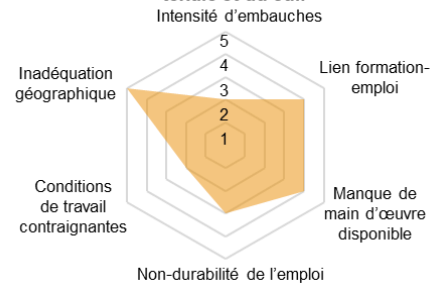 Intensité d'embauches
5
4
3
2
1
Lien formation-
emploi
Manque de
main d'œuvre
disponible
Non-durabilité de l'emploi
Conditions
de travail
contraignantes
Inadéquation
géographique